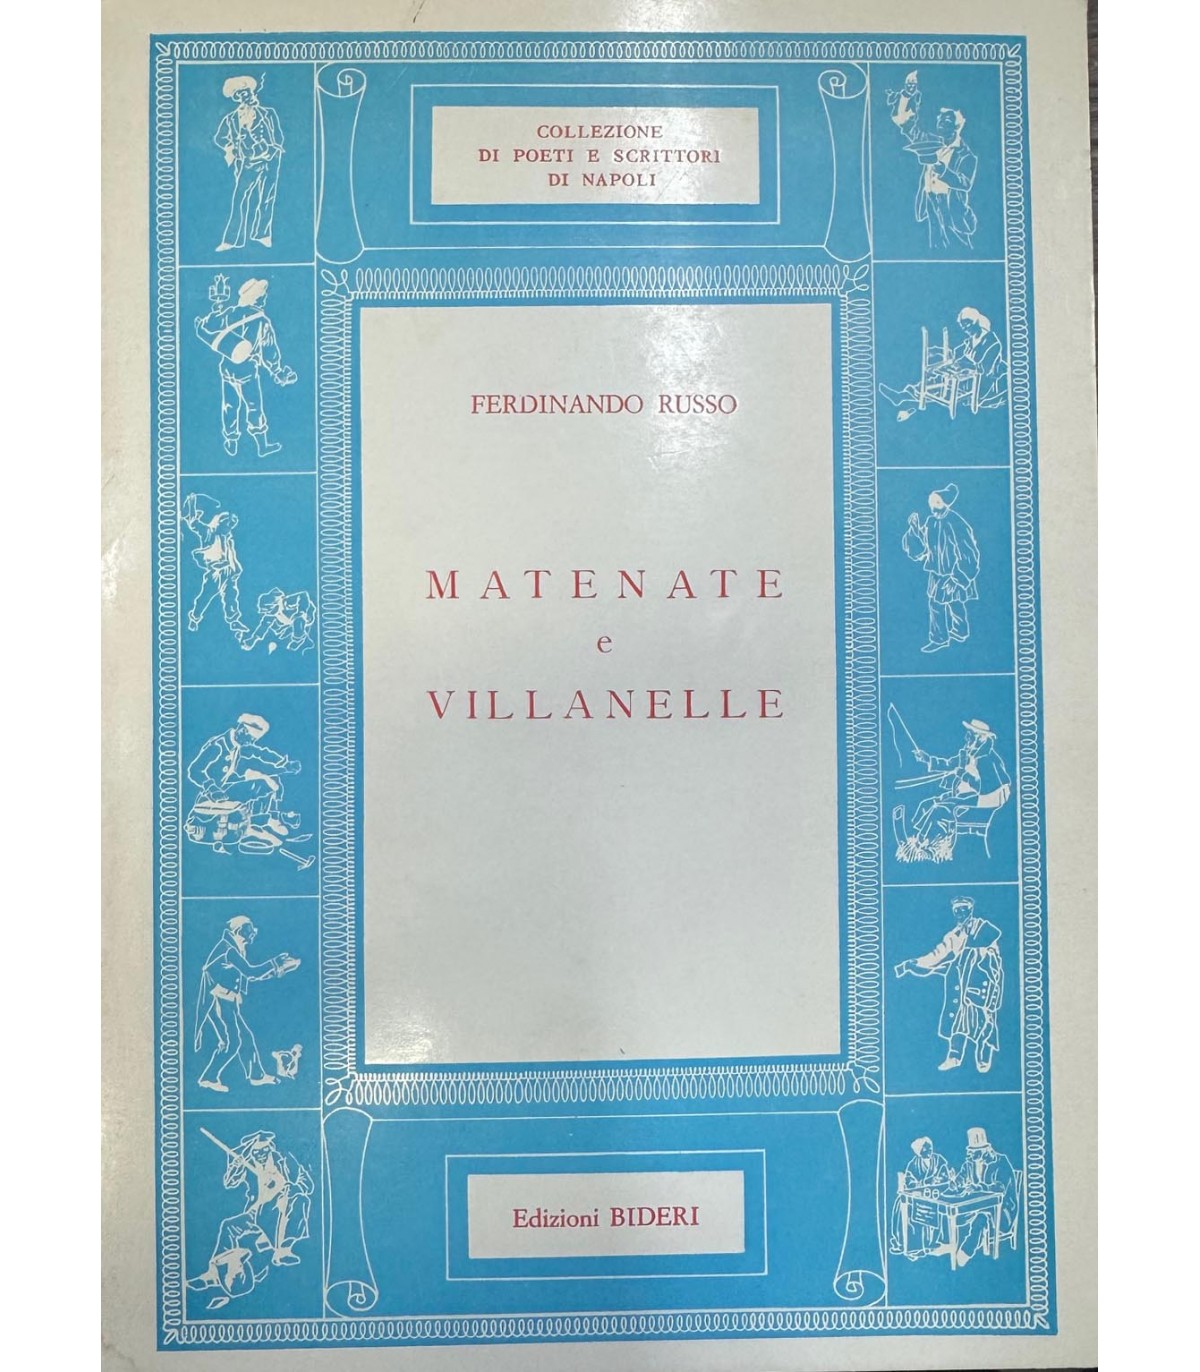 COLLEZIONE
DI POETI E SCRITTORI
DI NAPOLI
FERDINANDO RUSSO
MATENATE
e
VILLANELLE
Edizioni BIDERI